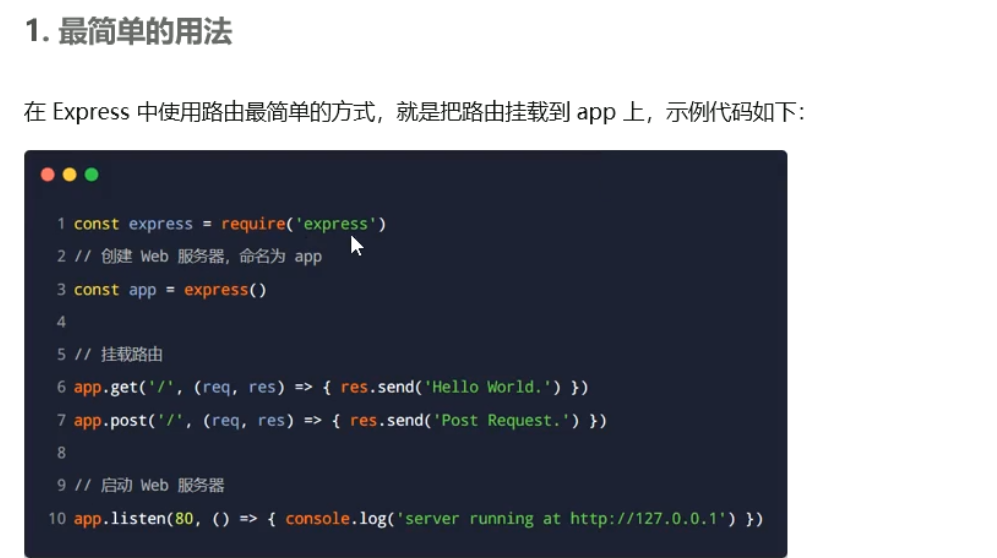 1. 最简单的用法
在 Express 中使用路由最简单的方式，就是把路由挂载到 app 上，示例代码如下：
1 const express = require('express')
2 // 创建 Web 服务器，命名为 app
3 const app = express()
4
5 // 挂载路由
6 app.get('/', (req, res) => { res.send('Hello World.') })
7 app.post('/', (req, res) => { res.send('Post Request.') })
8
9 // 启动 Web 服务器
10 app.listen(80, () => { console.log('server running at http://127.0.0.1') })